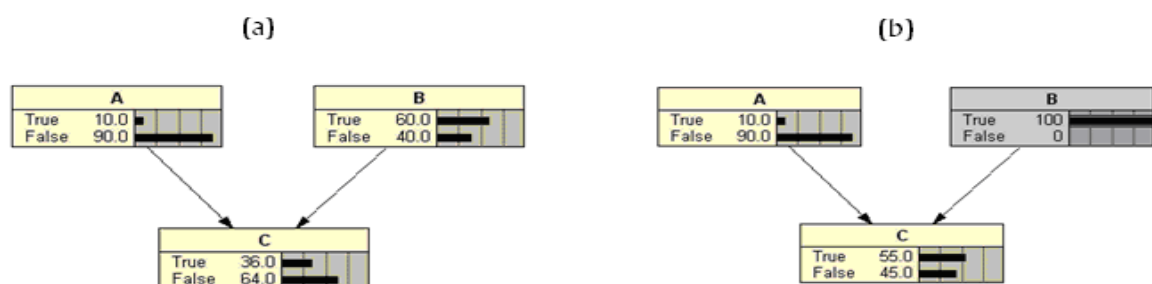 (a)
(b)
A
True 10.0
False 90.0
B
True 60.0
False 40.0
C
True 36.0
False 64.0
A
True 10.0
False 90.0
B
True 100
False 0
C
True 55.0
False 45.0